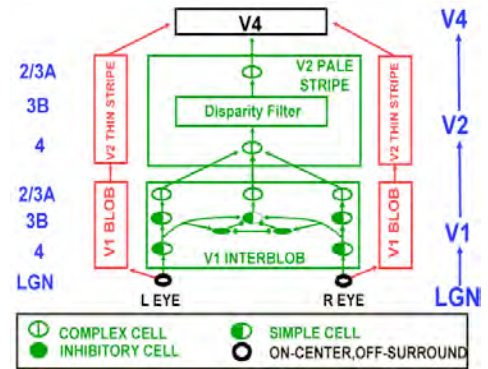 V4
V4
2/3A
V2 PALE
STRIPE
3B
Disparity Filter
V2 THIN STRIPE
V2 THIN STRIPE
V2
4
2/3A
3B
V1 BLOB
V1 BLOB
V1
4
V1 INTERBLOB
LGN
L EYE
R EYE
LGN
COMPLEX CELL
SIMPLE CELL
INHIBITORY CELL
ON-CENTER,OFF-SURROUND